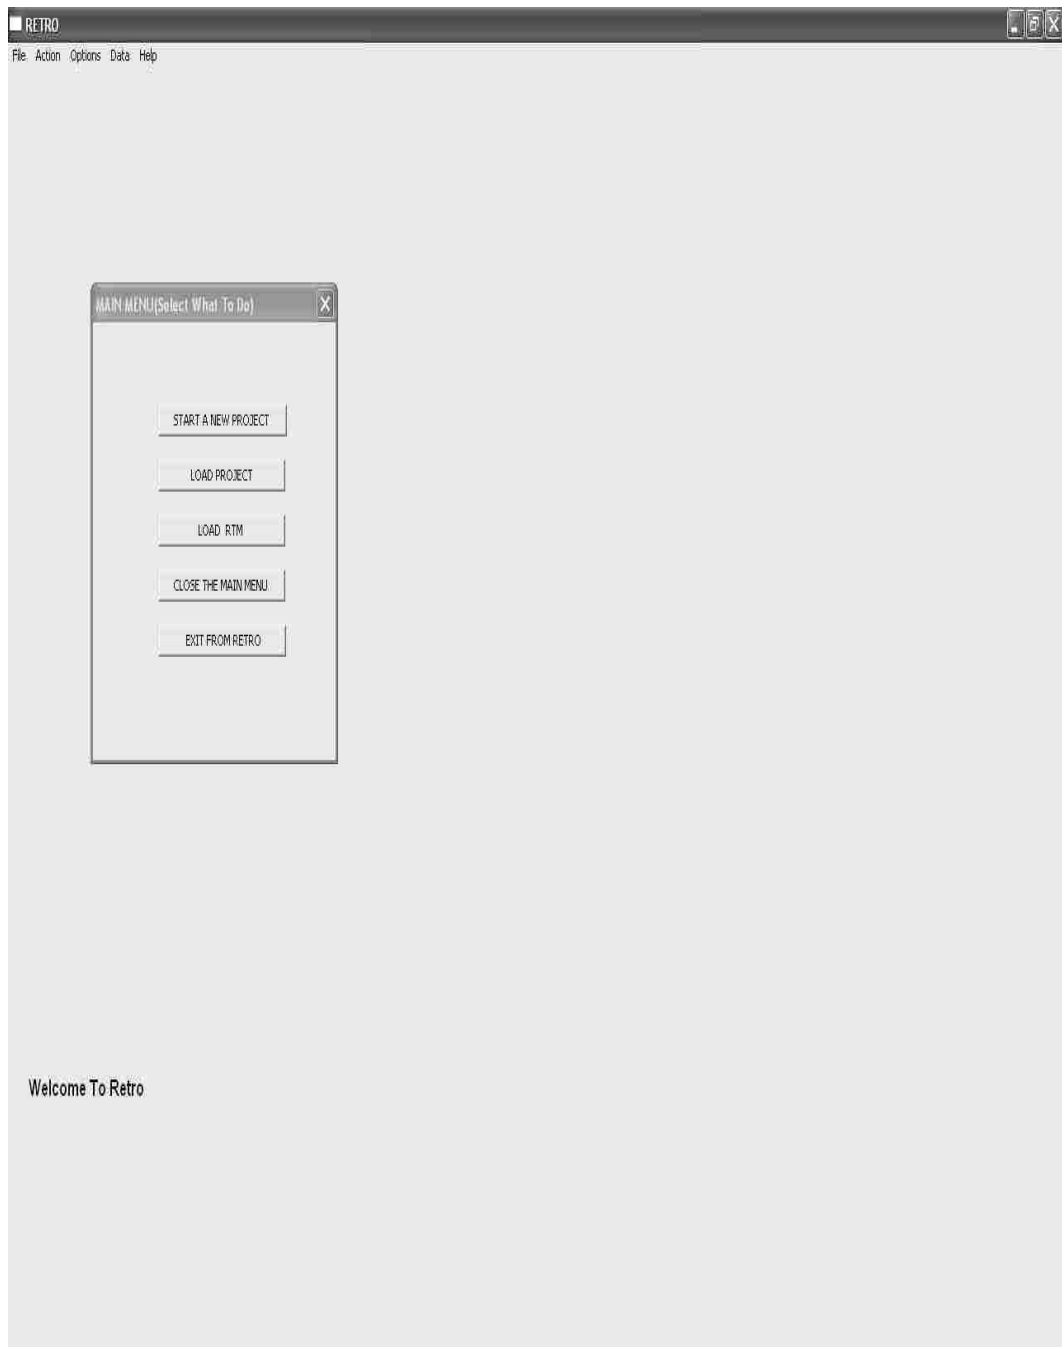 RETRO
File Action Options Data Help
MAIN MENU(Select What To Do)
START A NEW PROJECT
LOAD PROJECT
LOAD RTM
CLOSE THE MAIN MENU
EXIT FROM RETRO
Welcome To Retro